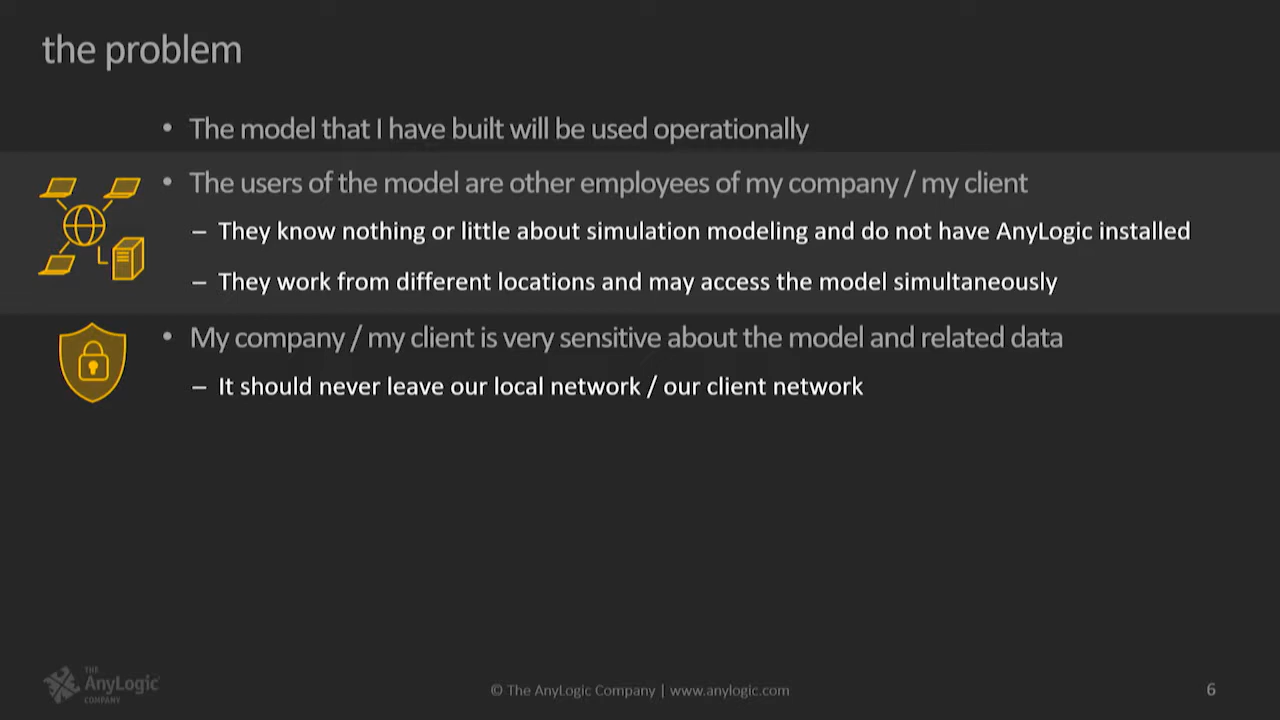 the problem
• The model that I have built will be used operationally
• The users of the model are other employees of my company / my client
– They know nothing or little about simulation modeling and do not have AnyLogic installed
– They work from different locations and may access the model simultaneously
• My company / my client is very sensitive about the model and related data
– It should never leave our local network / our client network
THE
AnyLogic
COMPANY
© The AnyLogic Company | www.anylogic.com
6